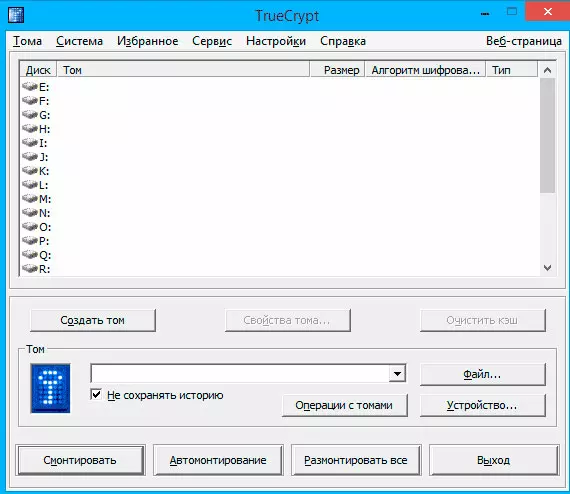 TrueCrypt
Тома Система Избранное Сервис Настройки Справка Веб-страница
Диск Том Размер Алгоритм шифрова... Тип
E:
F:
G:
H:
I:
J:
K:
L:
M:
N:
O:
P:
Q:
R:
Создать том Свойства тома... Очистить кэш
Том
Файл...
Не сохранять историю
Операции с томами Устройство...
Смонтировать Автомонтирование Размонтировать все Выход